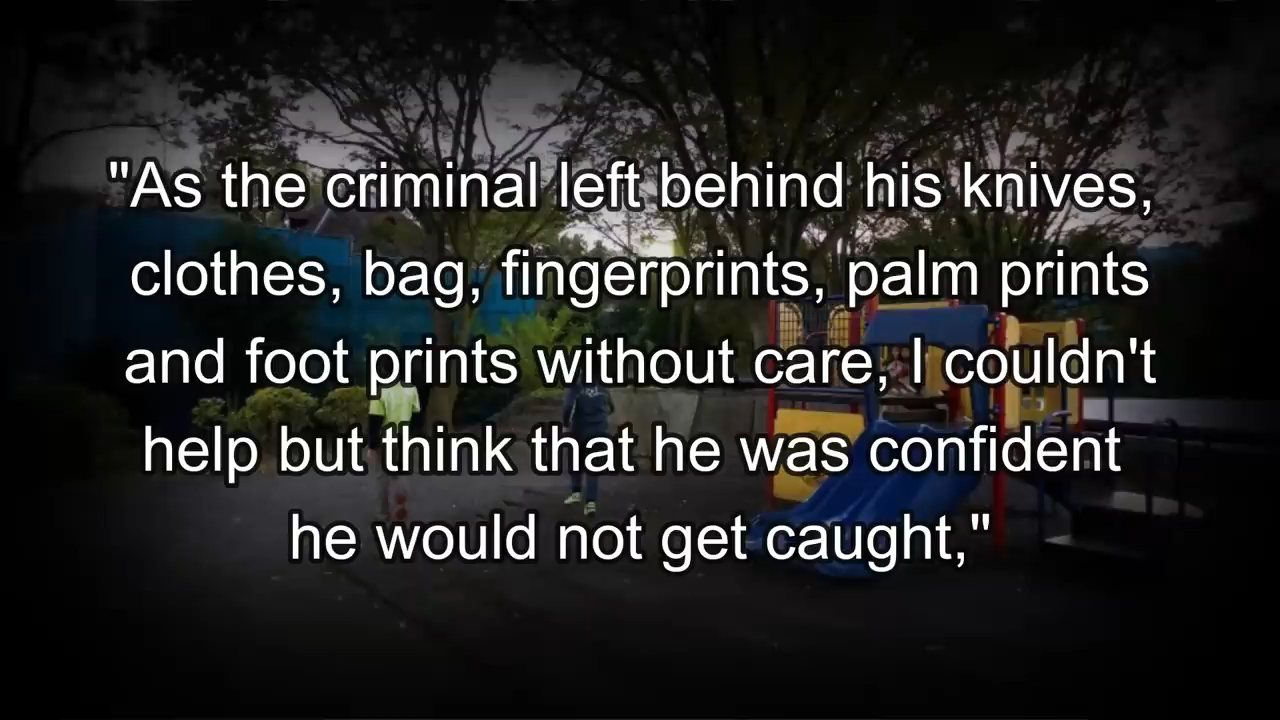 "As the criminal left behind his knives,
clothes, bag, fingerprints, palm prints
and foot prints without care, I couldn't
help but think that he was confident
he would not get caught,"